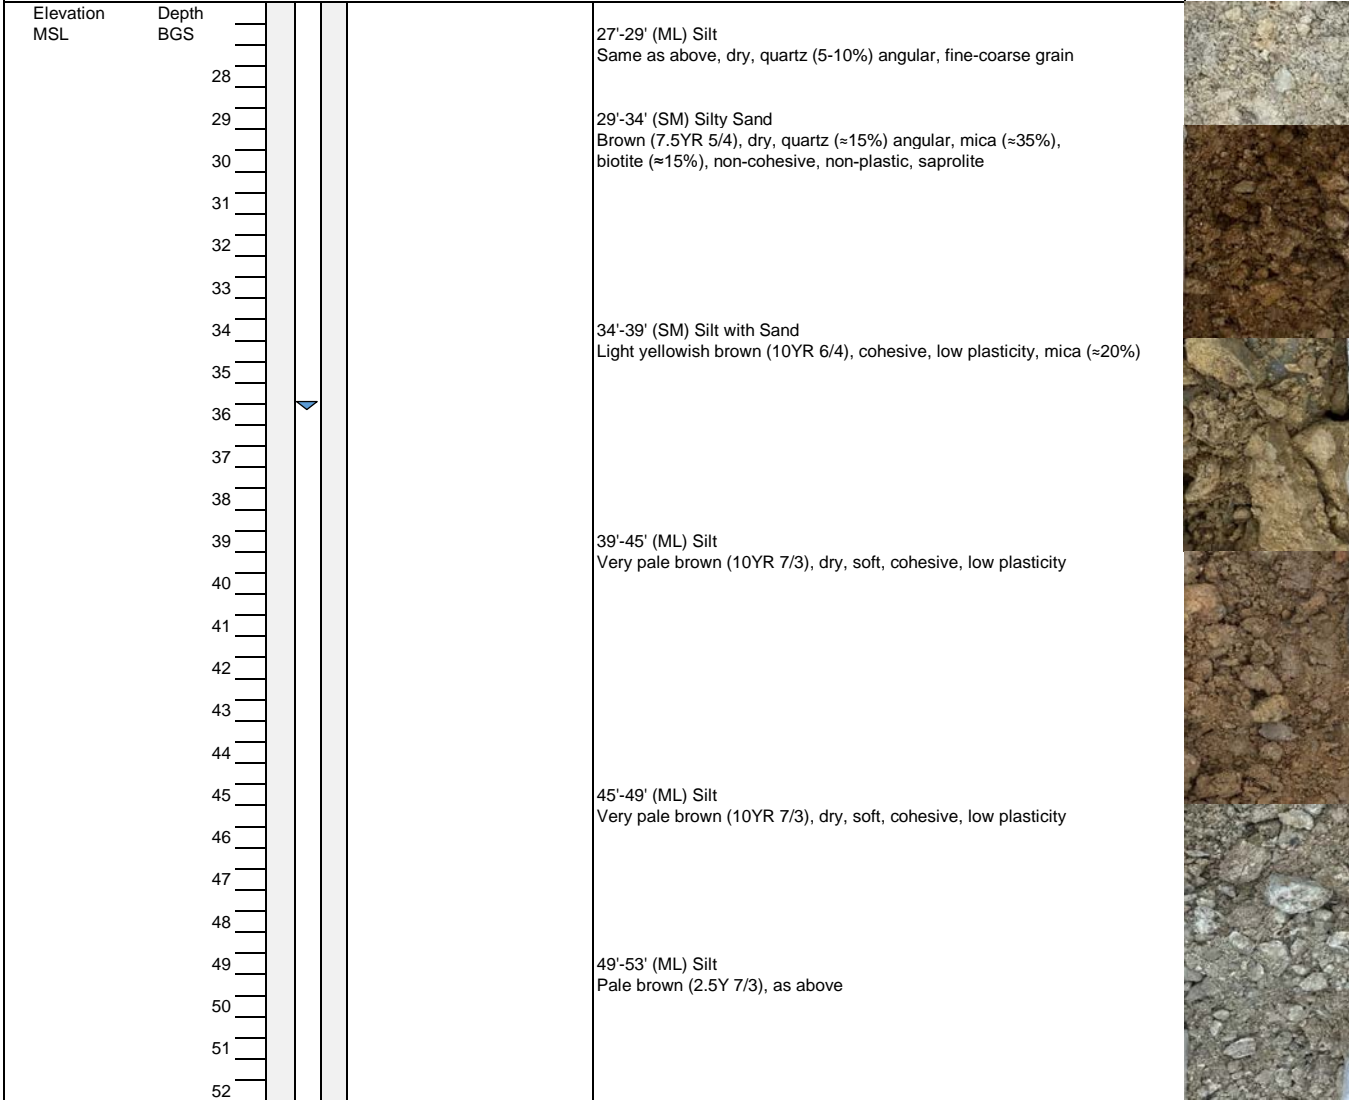 Elevation Depth
MSL BGS
27'-29' (ML) Silt
Same as above, dry, quartz (5-10%) angular, fine-coarse grain
28
29
29'-34' (SM) Silty Sand
Brown (7.5YR 5/4), dry, quartz (≈15%) angular, mica (≈35%),
30
biotite (≈15%), non-cohesive, non-plastic, saprolite
31
32
33
34
34'-39' (SM) Silt with Sand
Light yellowish brown (10YR 6/4), cohesive, low plasticity, mica (≈20%)
35
36
37
38
39
39'-45' (ML) Silt
Very pale brown (10YR 7/3), dry, soft, cohesive, low plasticity
40
41
42
43
44
45
45'-49' (ML) Silt
Very pale brown (10YR 7/3), dry, soft, cohesive, low plasticity
46
47
48
49
49'-53' (ML) Silt
Pale brown (2.5Y 7/3), as above
50
51
52